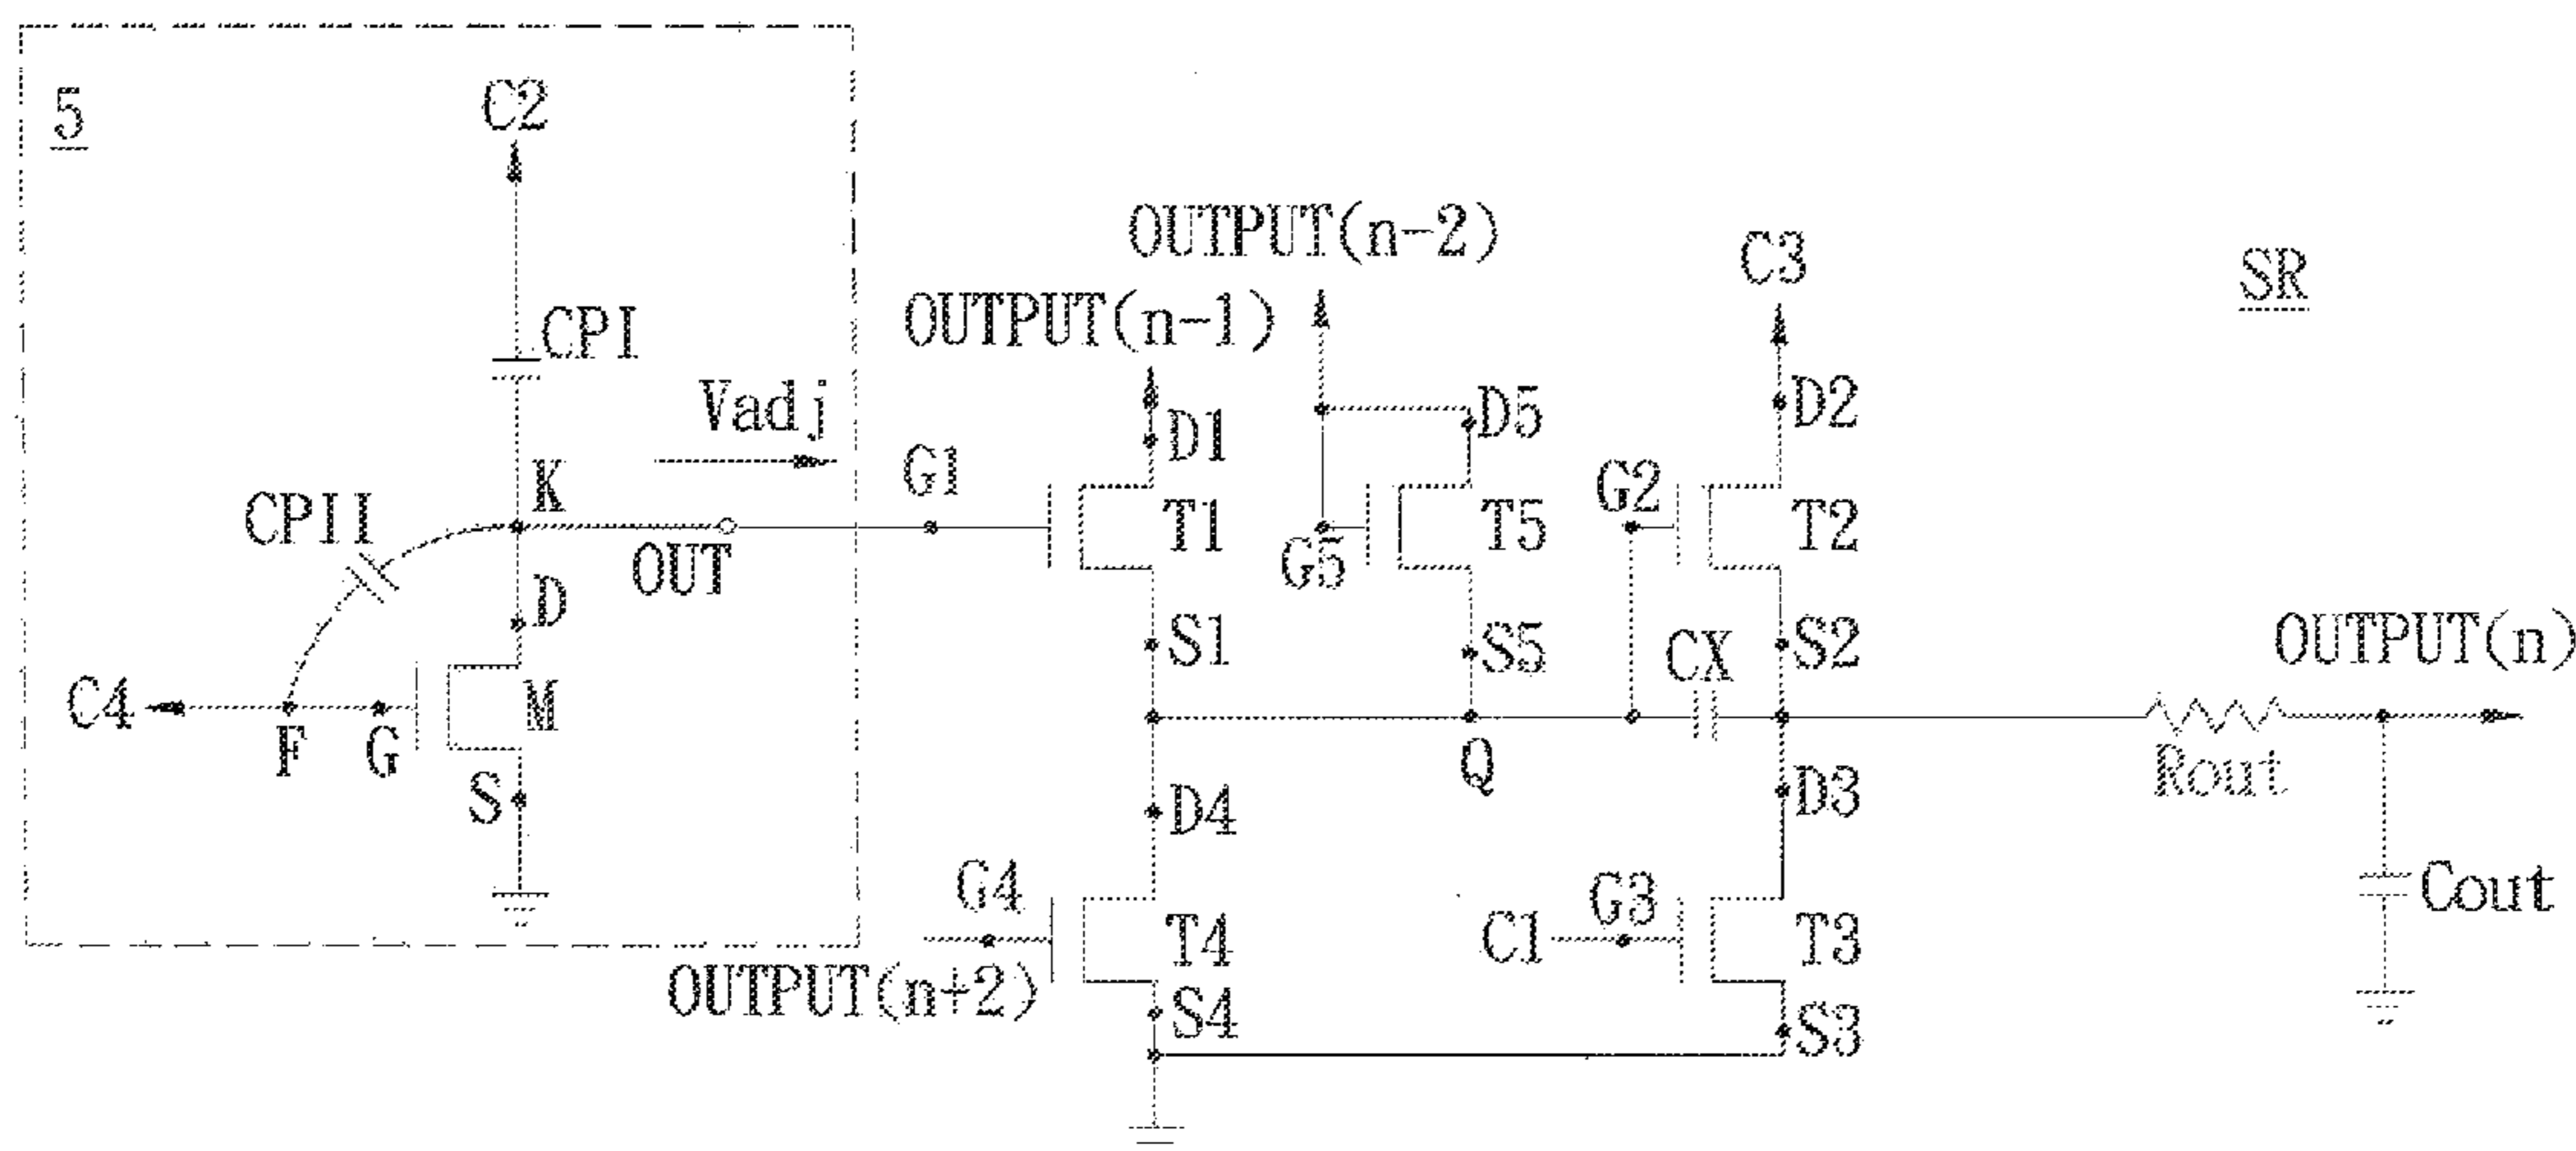 5
C2
OUTPUT(n-2)
C3
SR
OUTPUT(n-1)
CPI
Vadj
D1
D5
D2
G1
K
G2
CPII
T1
T5
T2
OUT
G5
D
S1
S5
CX
S2
OUTPUT(n)
C4
F
G
M
Q
Rout
S
D4
D3
G4
G3
Cout
T4
C1
T3
OUTPUT(n+2)
S4
S3